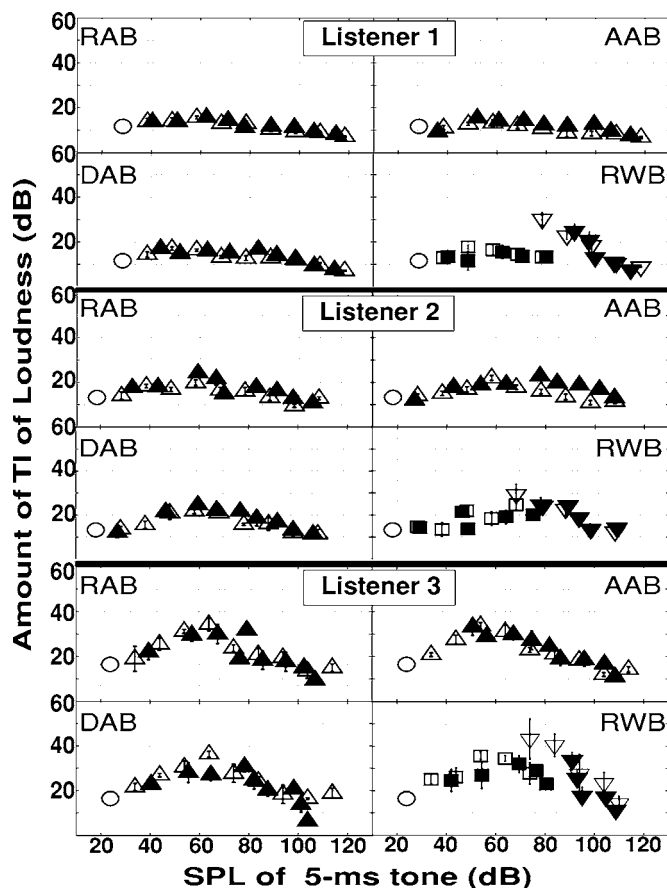 60
RAB
Listener 1
AAB
40
20
60
DAB
RWB
40
20
60
RAB
Listener 2
AAB
40
20
60
DAB
RWB
40
20
60
RAB
Listener 3
AAB
40
20
60
DAB
RWB
40
20
20 40 60 80 100 120 20 40 60 80 100 120
SPL of 5-ms tone (dB)
Amount of TI of Loudness (dB)